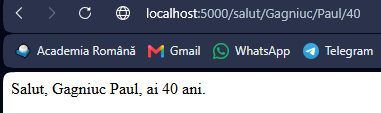 localhost:5000/salut/Gagniuc/Paul/40
Academia Română Gmail WhatsApp Telegram
Salut, Gagniuc Paul, ai 40 ani.